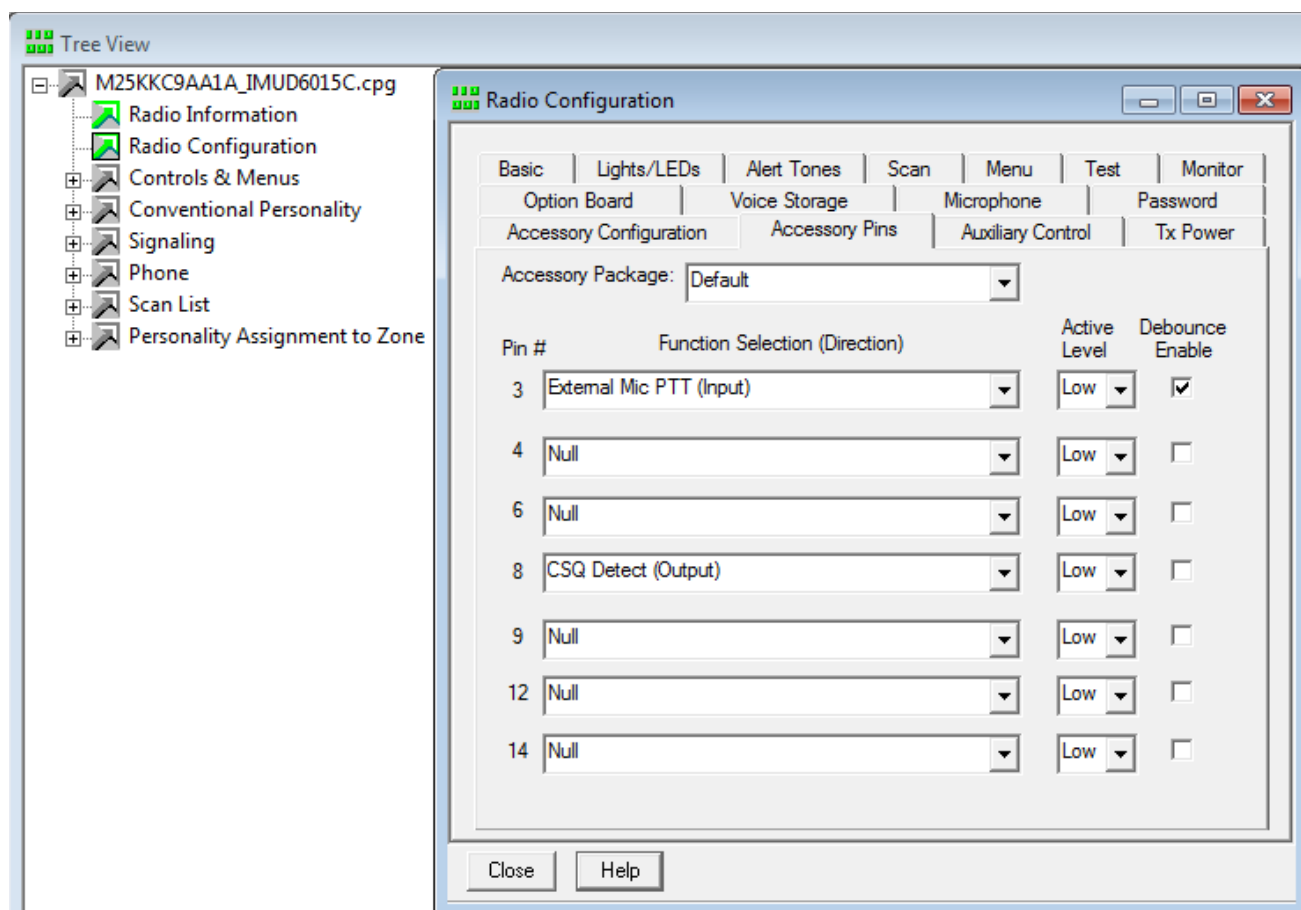 Tree View
M25KKC9AA1A_IMUD6015C.cpg
Radio Information
Radio Configuration
Controls & Menus
Conventional Personality
Signaling
Phone
Scan List
Personality Assignment to Zone
Radio Configuration
Basic Lights/LEDs Alert Tones Scan Menu Test Monitor
Option Board Voice Storage Microphone Password
Accessory Configuration Accessory Pins Auxiliary Control Tx Power
Accessory Package: Default
Pin # Function Selection (Direction) Active Level Debounce Enable
3 External Mic PTT (Input) Low
4 Null Low
6 Null Low
8 CSQ Detect (Output) Low
9 Null Low
12 Null Low
14 Null Low
Close Help